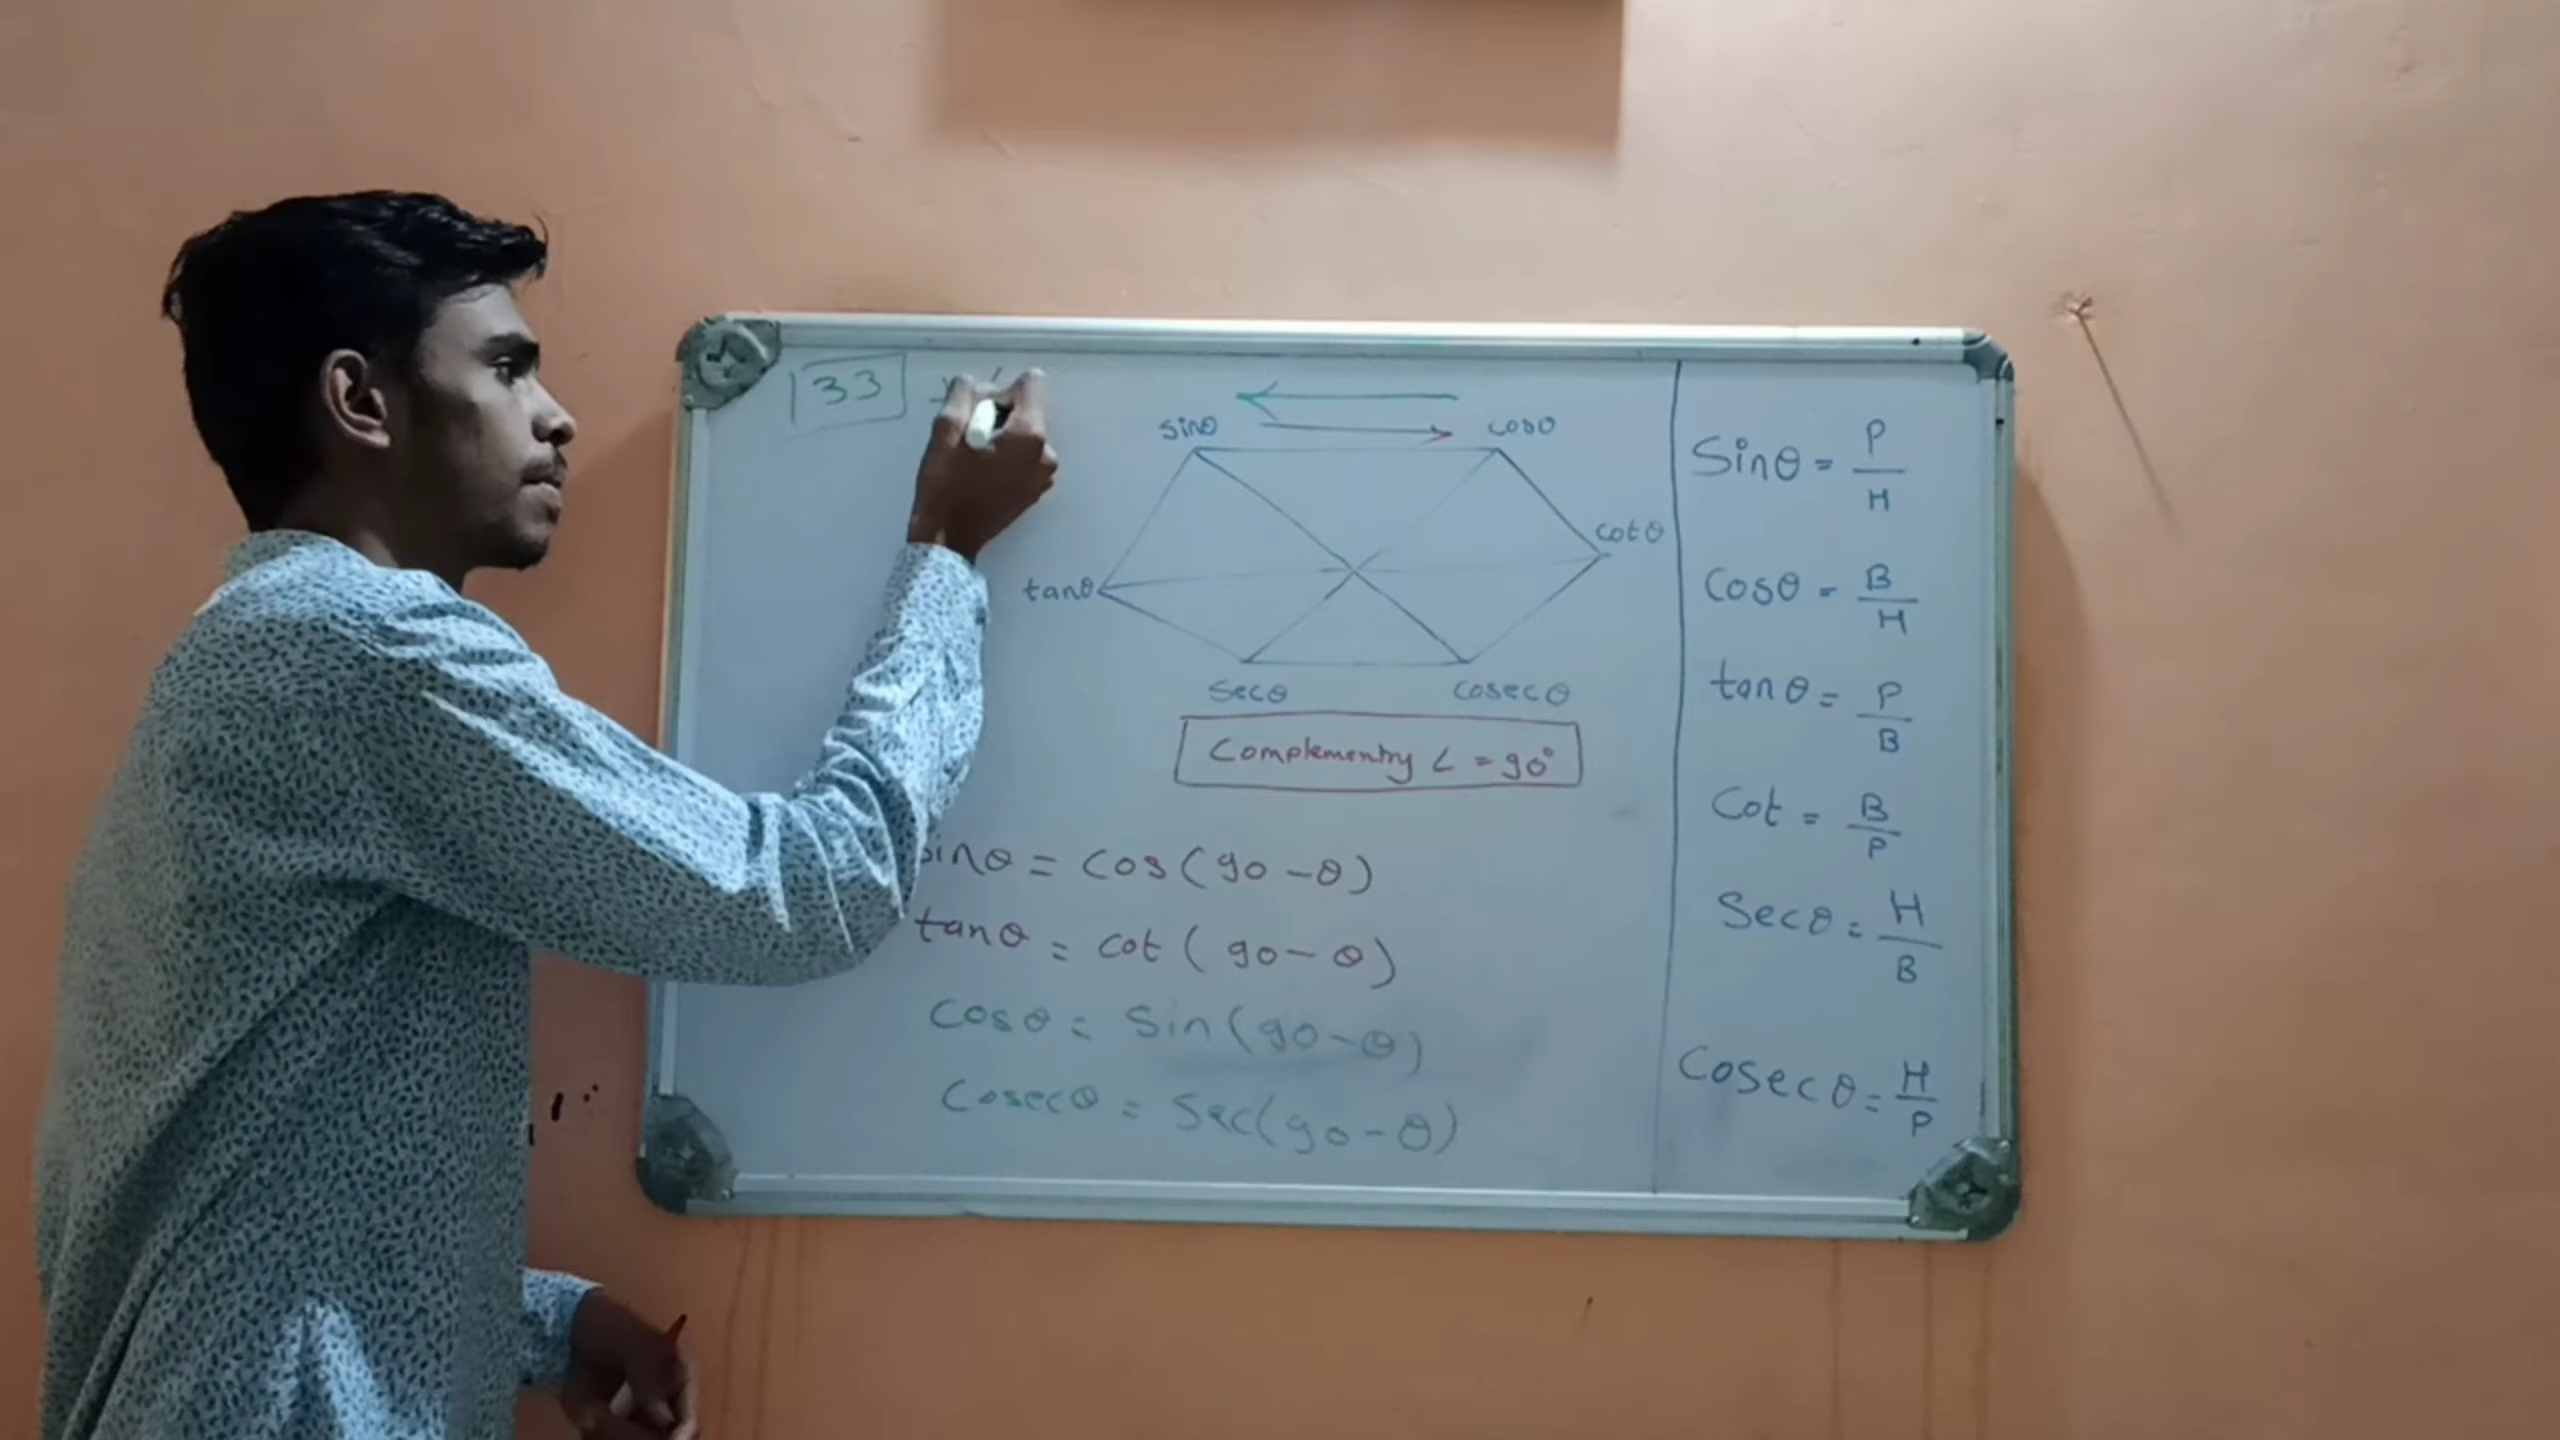 33
sinθ cosθ
cotθ
tanθ
secθ cosecθ
Complementry ∠ = 90°
sinθ = cos(90-θ)
tanθ = cot(90-θ)
cosθ = sin(90-θ)
cosecθ = sec(90-θ)
Sinθ = P/H
cosθ = B/H
tanθ = P/B
Cot = B/P
Secθ = H/B
Cosecθ = H/P